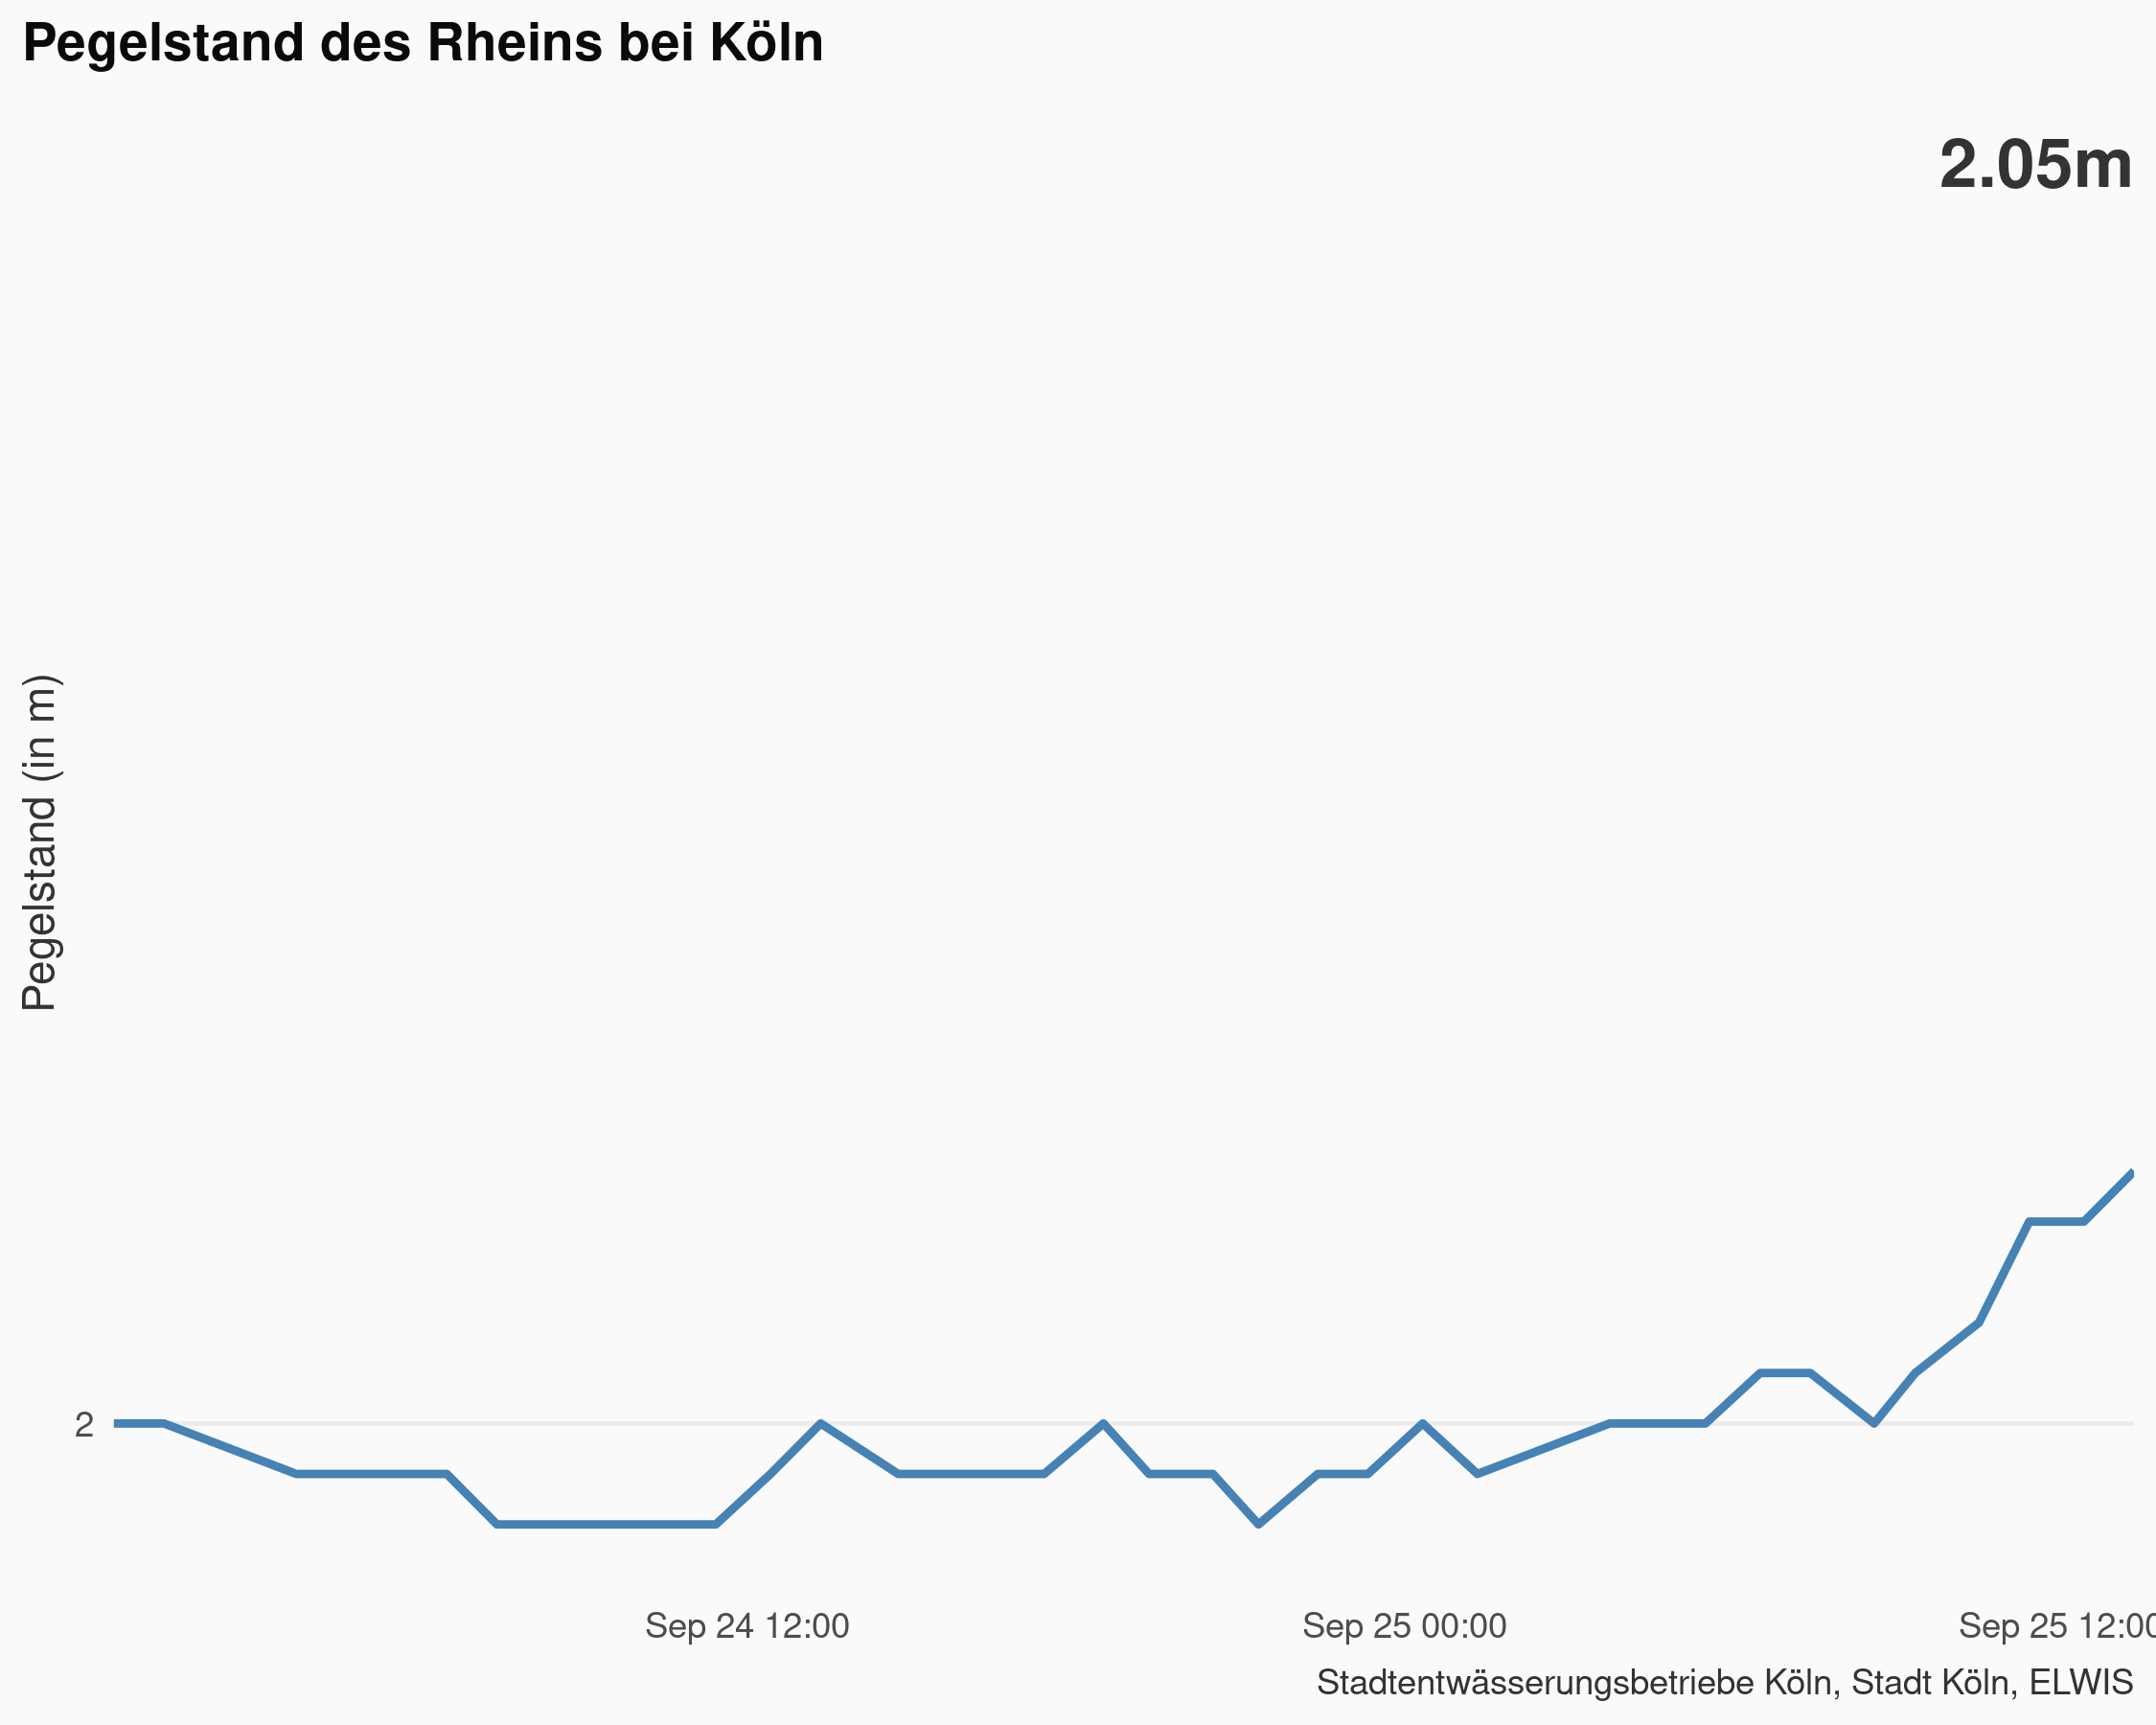 Pegelstand des Rheins bei Köln
2.05m
Pegelstand (in m)
2
Sep 24 12:00
Sep 25 00:00
Sep 25 12:00
Stadtentwässerungsbetriebe Köln, Stadt Köln, ELWIS